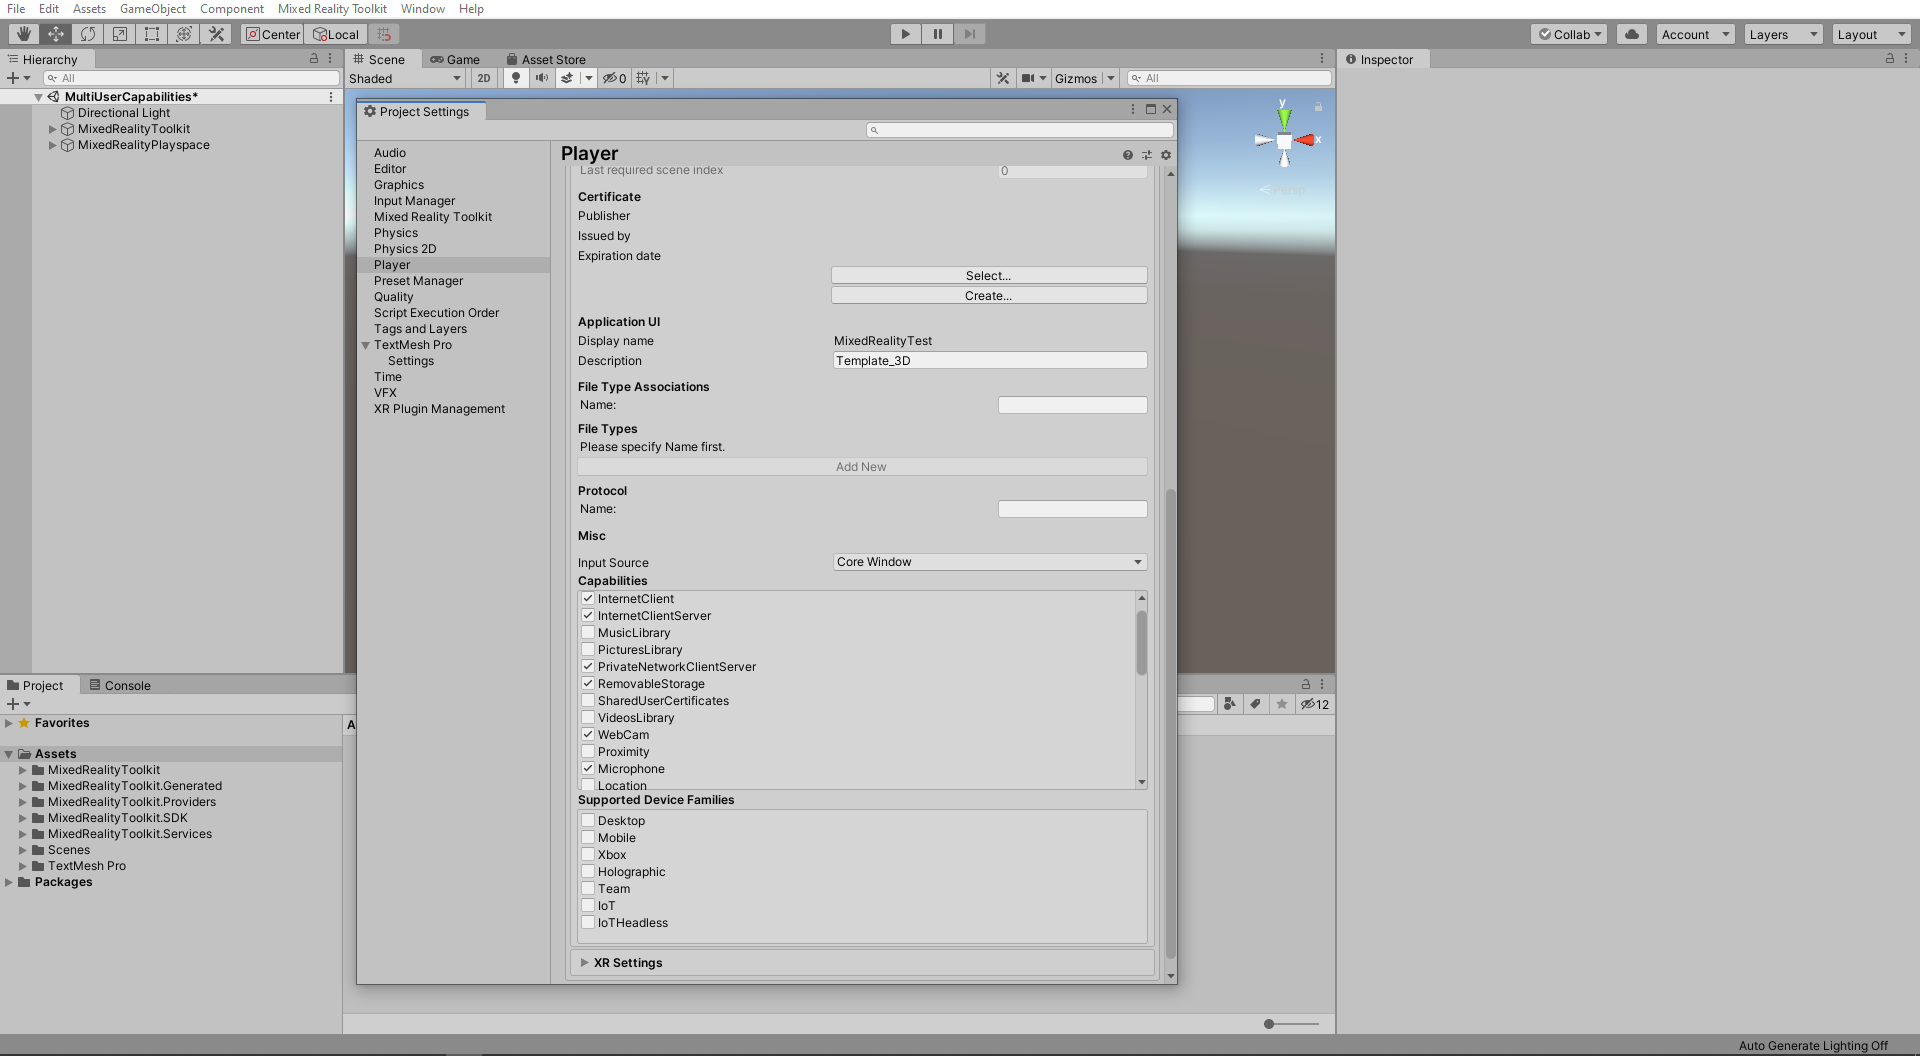 File Edit Assets GameObject Component Mixed Reality Toolkit Window Help
Center Local Collab Account Layers Layout
Hierarchy
All
MultiUserCapabilities*
Directional Light
MixedRealityToolkit
MixedRealityPlayspace
Scene Game Asset Store
Shaded 2D 0 Gizmos All
y
x
Persp
Inspector
Project Settings
Audio
Editor
Graphics
Input Manager
Mixed Reality Toolkit
Physics
Physics 2D
Player
Preset Manager
Quality
Script Execution Order
Tags and Layers
TextMesh Pro
Settings
Time
VFX
XR Plugin Management
Player
Last required scene index 0
Certificate
Publisher
Issued by
Expiration date
Select...
Create...
Application UI
Display name MixedRealityTest
Description Template_3D
File Type Associations
Name:
File Types
Please specify Name first.
Add New
Protocol
Name:
Misc
Input Source Core Window
Capabilities
InternetClient
InternetClientServer
MusicLibrary
PicturesLibrary
PrivateNetworkClientServer
RemovableStorage
SharedUserCertificates
VideosLibrary
WebCam
Proximity
Microphone
Location
Supported Device Families
Desktop
Mobile
Xbox
Holographic
Team
IoT
IoTHeadless
XR Settings
Project Console
12
Favorites
A
Assets
MixedRealityToolkit
MixedRealityToolkit.Generated
MixedRealityToolkit.Providers
MixedRealityToolkit.SDK
MixedRealityToolkit.Services
Scenes
TextMesh Pro
Packages
Auto Generate Lighting Off